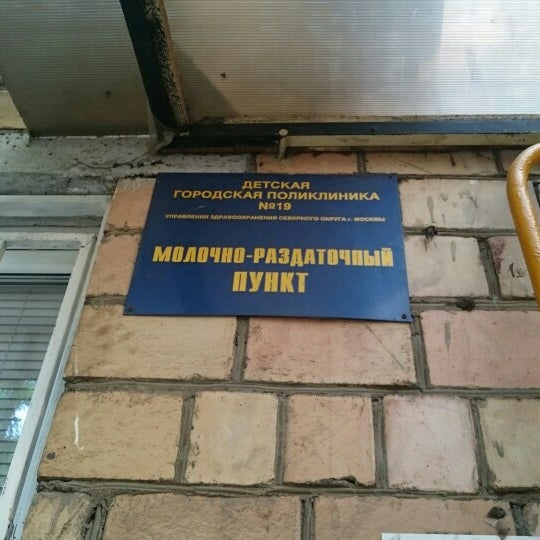 ДЕТСКАЯ
ГОРОДСКАЯ ПОЛИКЛИНИКА
№19
УПРАВЛЕНИЯ ЗДРАВООХРАНЕНИЯ СЕВЕРНОГО ОКРУГА г. МОСКВЫ
МОЛОЧНО-РАЗДАТОЧНЫЙ
ПУНКТ